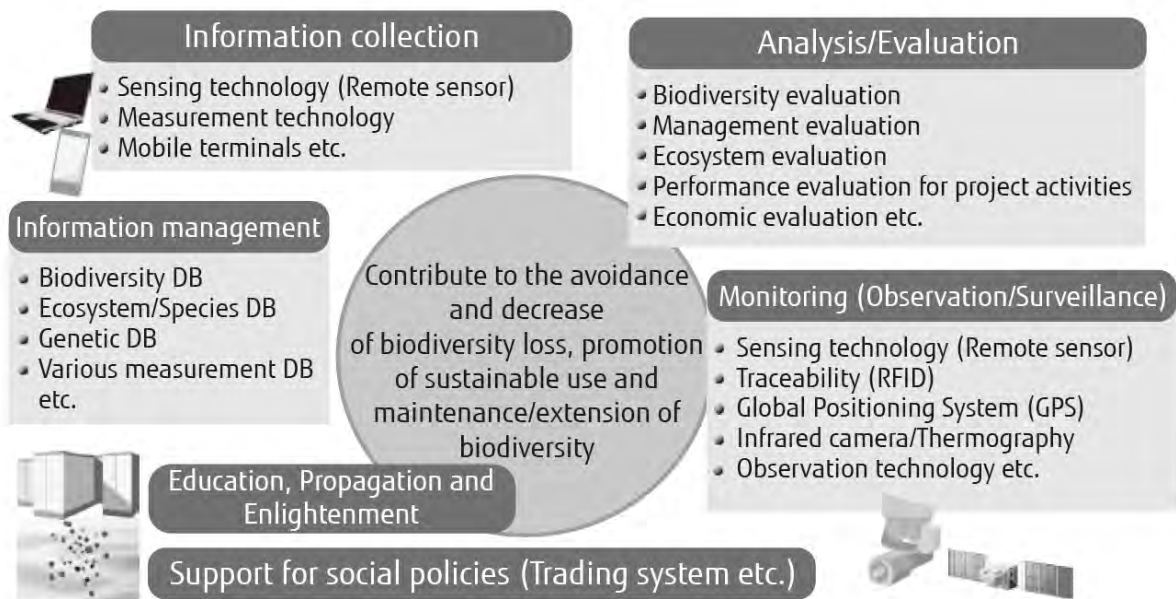 Information collection
• Sensing technology (Remote sensor)
• Measurement technology
• Mobile terminals etc.
Analysis/Evaluation
• Biodiversity evaluation
• Management evaluation
• Ecosystem evaluation
• Performance evaluation for project activities
• Economic evaluation etc.
Information management
• Biodiversity DB
• Ecosystem/Species DB
• Genetic DB
• Various measurement DB
etc.
Contribute to the avoidance
and decrease
of biodiversity loss, promotion
of sustainable use and
maintenance/extension of
biodiversity
Monitoring (Observation/Surveillance)
• Sensing technology (Remote sensor)
• Traceability (RFID)
• Global Positioning System (GPS)
• Infrared camera/Thermography
• Observation technology etc.
Education, Propagation and
Enlightenment
Support for social policies (Trading system etc.)